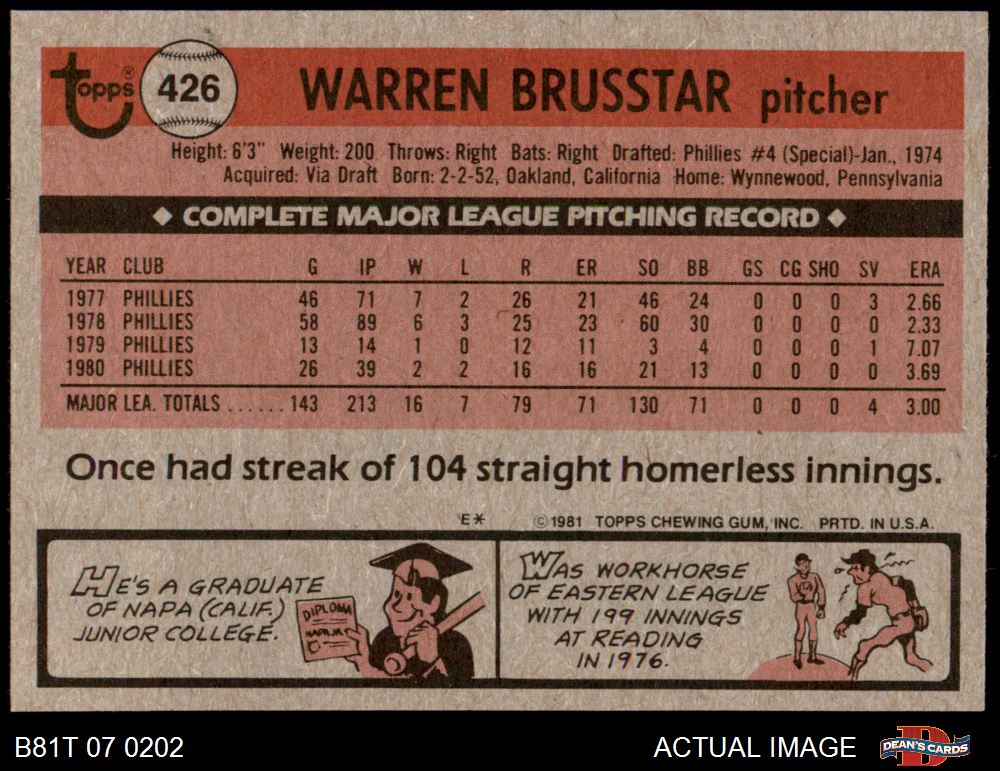 Topps® 426 WARREN BRUSSTAR pitcher
Height: 6'3" Weight: 200 Throws: Right Bats: Right Drafted: Phillies #4 (Special)-Jan., 1974
Acquired: Via Draft Born: 2-2-52, Oakland, California Home: Wynnewood, Pennsylvania
◆ COMPLETE MAJOR LEAGUE PITCHING RECORD ◆
YEAR CLUB G IP W L R ER SO BB GS CG SHO SV ERA
1977 PHILLIES 46 71 7 2 26 21 46 24 0 0 0 3 2.66
1978 PHILLIES 58 89 6 3 25 23 60 30 0 0 0 0 2.33
1979 PHILLIES 13 14 1 0 12 11 3 4 0 0 0 1 7.07
1980 PHILLIES 26 39 2 2 16 16 21 13 0 0 0 0 3.69
MAJOR LEA. TOTALS ...... 143 213 16 7 79 71 130 71 0 0 0 4 3.00
Once had streak of 104 straight homerless innings.
E* ©1981 TOPPS CHEWING GUM, INC. PRTD. IN U.S.A.
HE'S A GRADUATE
OF NAPA (CALIF.)
JUNIOR COLLEGE.
DIPLOMA
NAPA JC
WAS WORKHORSE
OF EASTERN LEAGUE
WITH 199 INNINGS
AT READING
IN 1976.
B81T 07 0202 ACTUAL IMAGE DEAN'S CARDS